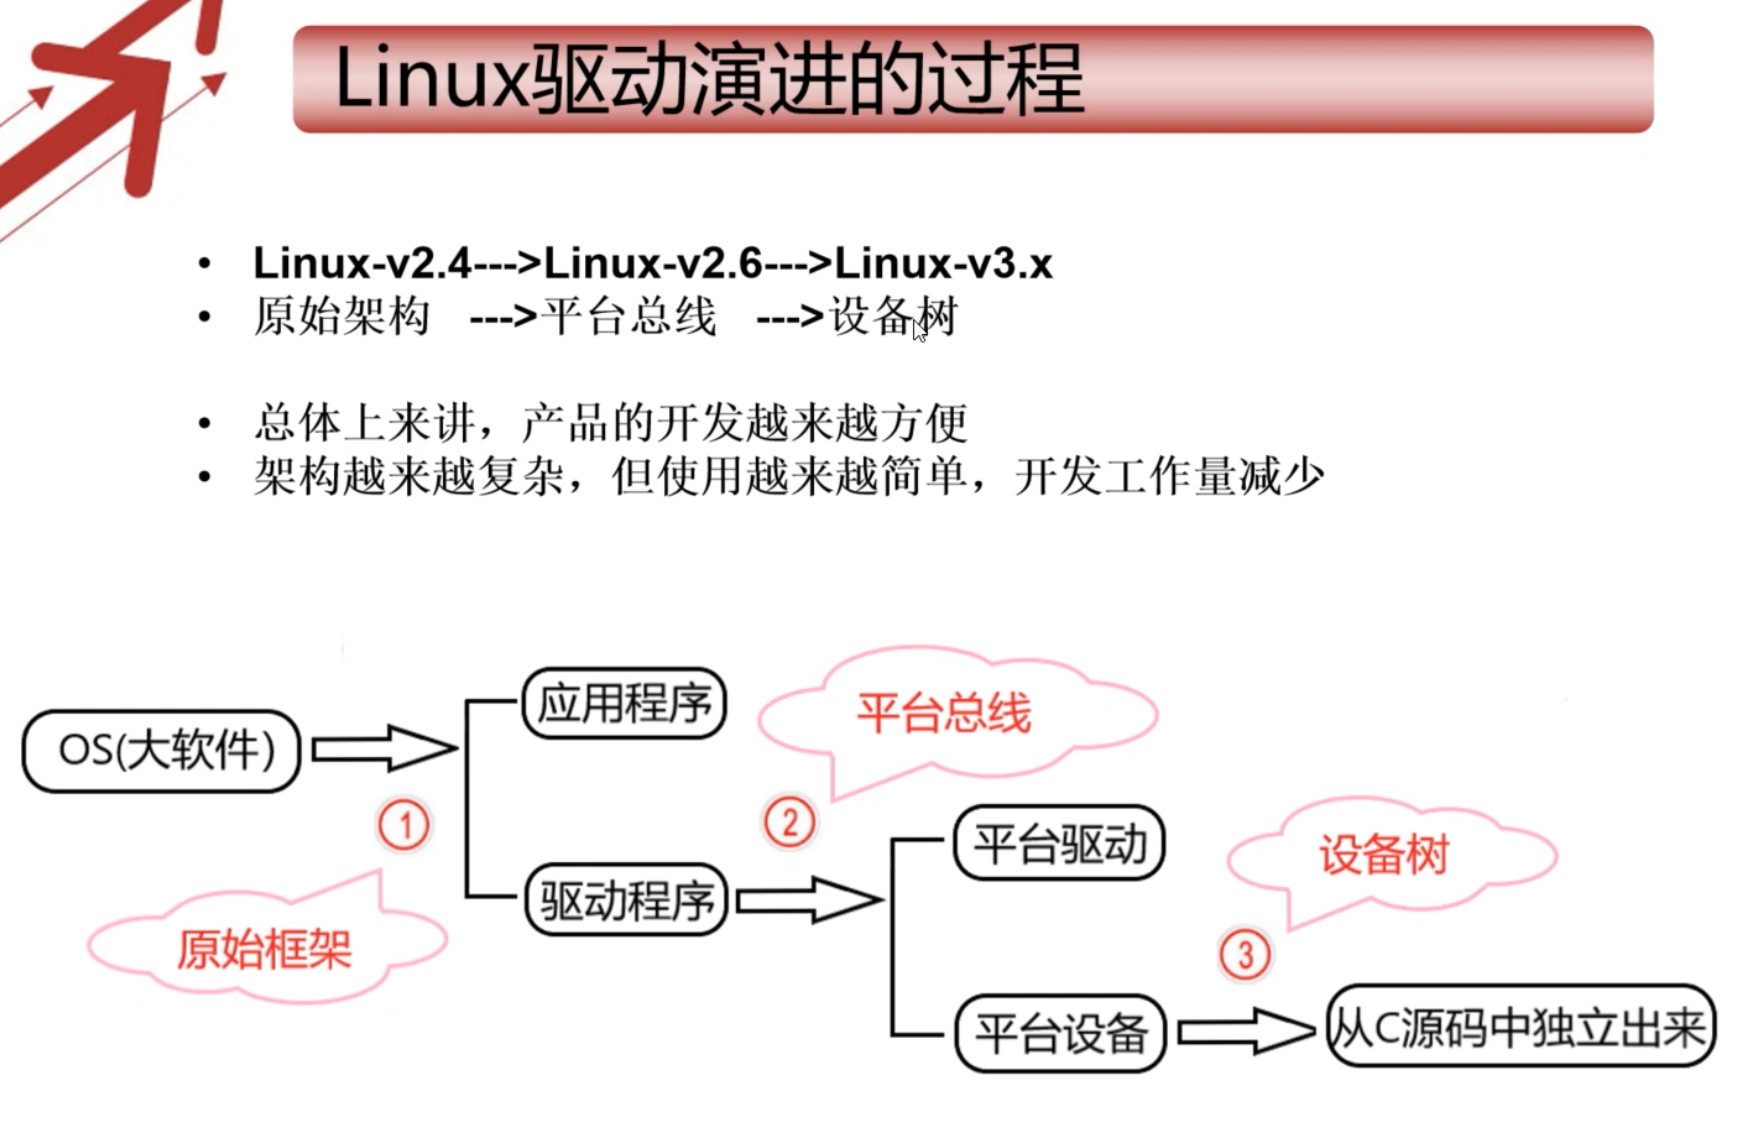 Linux驱动演进的过程
• Linux-v2.4--->Linux-v2.6--->Linux-v3.x
• 原始架构 --->平台总线 --->设备树
• 总体上来讲，产品的开发越来越方便
• 架构越来越复杂，但使用越来越简单，开发工作量减少
应用程序
平台总线
OS(大软件)
①
②
平台驱动
设备树
驱动程序
原始框架
③
平台设备
从C源码中独立出来